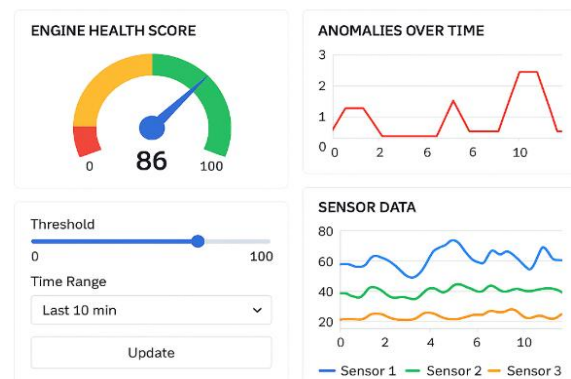 ENGINE HEALTH SCORE
0
86
100
Threshold
0
100
Time Range
Last 10 min
Update
ANOMALIES OVER TIME
3
2
1
0
0 2 6 6 10
SENSOR DATA
80
60
40
20
0 2 4 6 10
Sensor 1 Sensor 2 Sensor 3